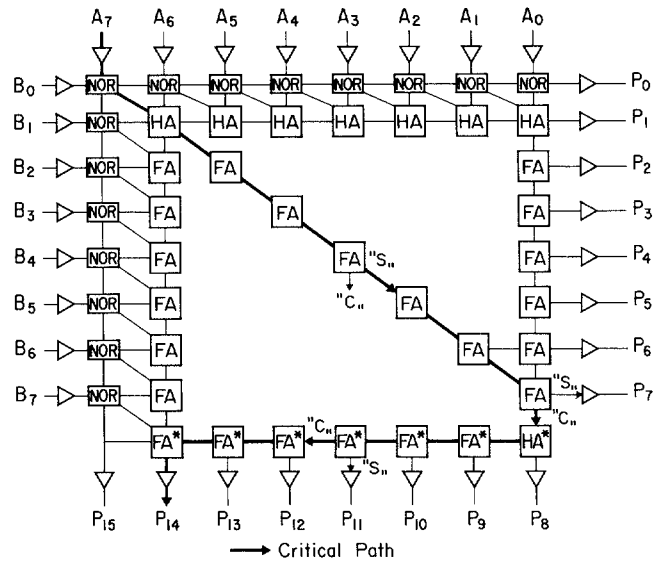 A7 A6 A5 A4 A3 A2 A1 A0
B0 NOR NOR NOR NOR NOR NOR NOR NOR P0
B1 NOR HA HA HA HA HA HA HA P1
B2 NOR FA FA FA P2
B3 NOR FA FA FA P3
B4 NOR FA FA "S" FA P4
"C"
B5 NOR FA FA FA P5
B6 NOR FA FA FA P6
B7 NOR FA FA "S" P7
"C" "C"
FA* FA* FA* FA* FA* FA* HA*
"S"
P15 P14 P13 P12 P11 P10 P9 P8
Critical Path